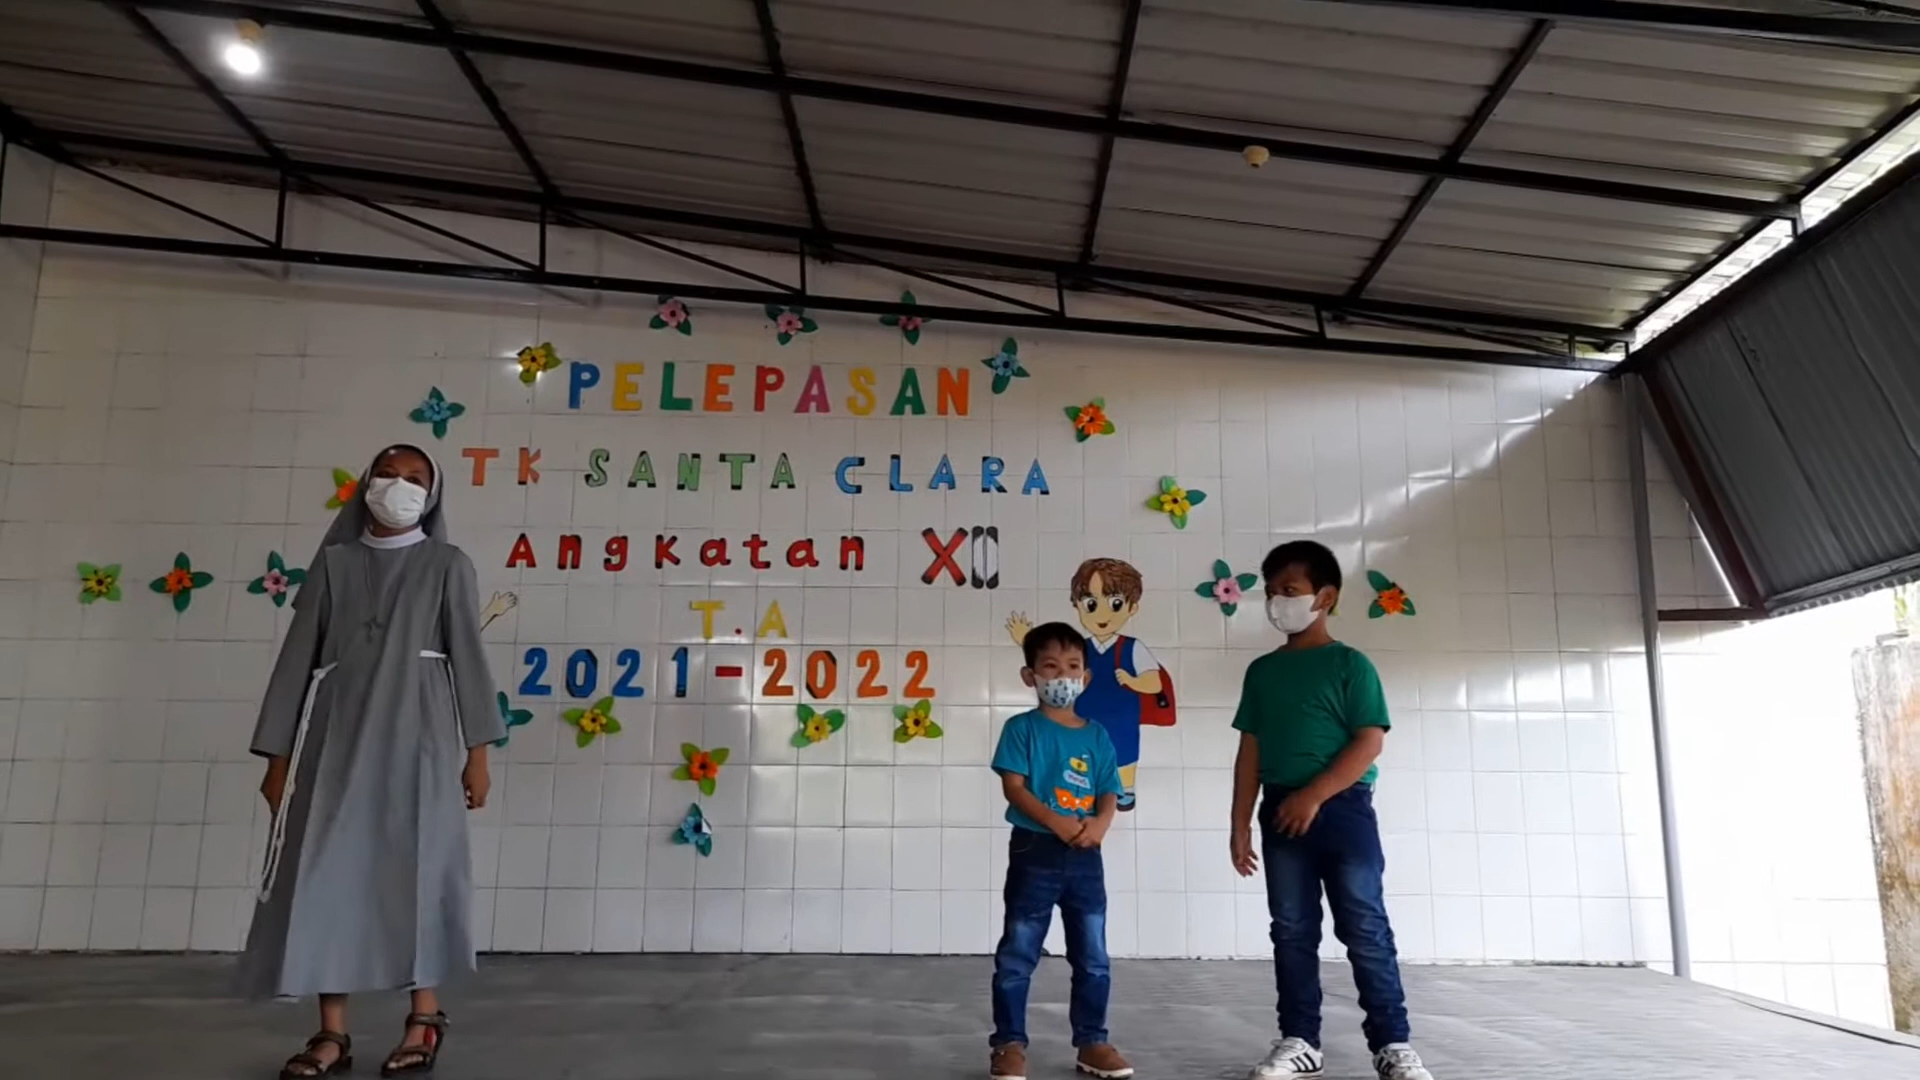 PELEPASAN
TK SANTA CLARA
Angkatan XII
T.A
2021-2022